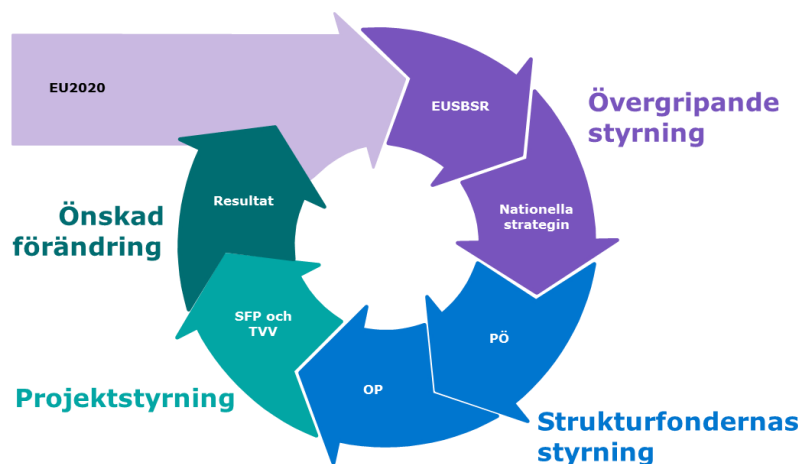 EU2020
EUSBSR
Övergripande
styrning
Nationella
strategin
PÖ
Strukturfondernas
styrning
OP
SFP och
TVV
Projektstyrning
Resultat
Önskad
förändring